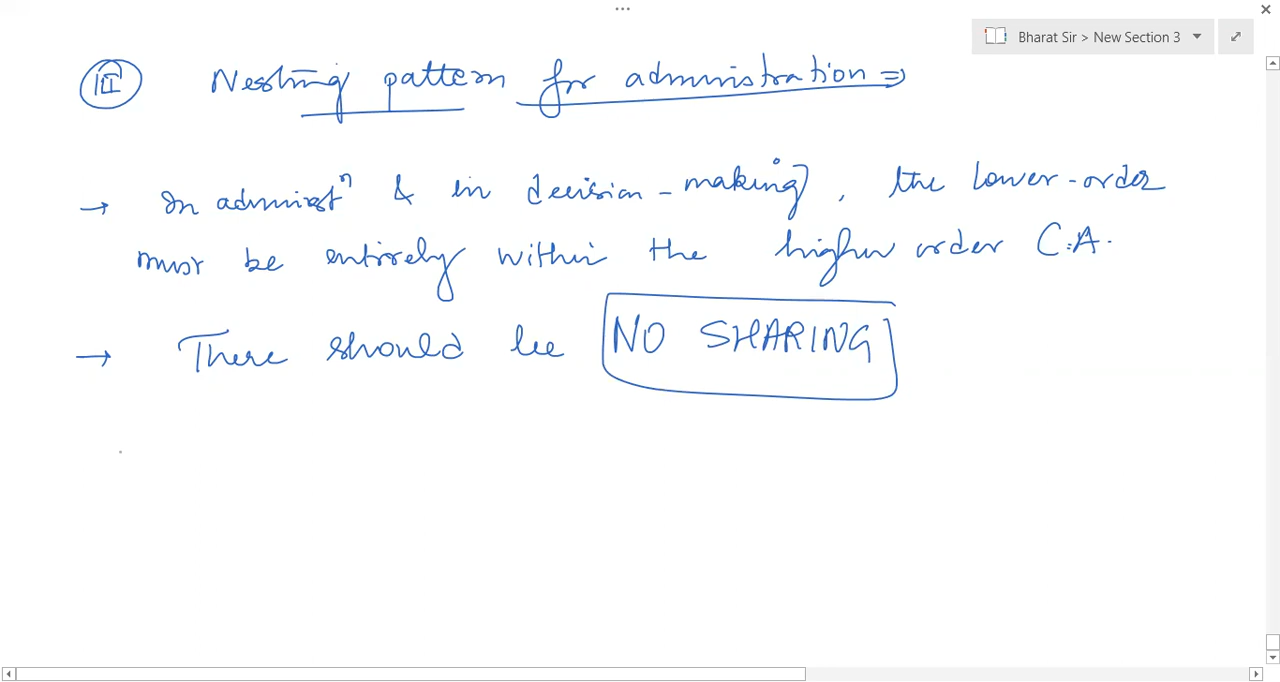 ...
Bharat Sir > New Section 3
III Nesting pattern for administration ⇒
→ In administⁿ & in decision-making, the lower-order
must be entirely within the higher order C.A.
→ There should be NO SHARING